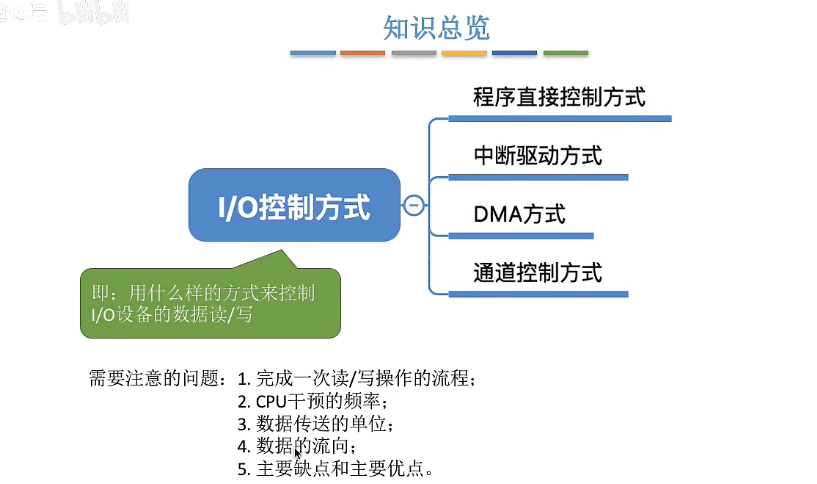 知识总览
程序直接控制方式
中断驱动方式
I/O控制方式
DMA方式
通道控制方式
即：用什么样的方式来控制
I/O设备的数据读/写
需要注意的问题：1. 完成一次读/写操作的流程；
2. CPU干预的频率；
3. 数据传送的单位；
4. 数据的流向；
5. 主要缺点和主要优点。